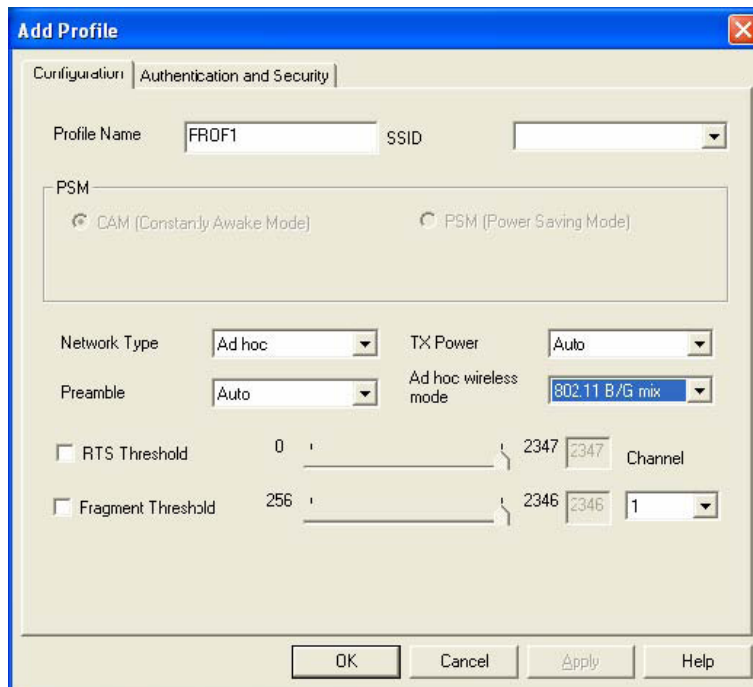 Add Profile
Configuration Authentication and Security
Profile Name FROF1 SSID
PSM
CAM (Constantly Awake Mode) PSM (Power Saving Mode)
Network Type Ad hoc TX Power Auto
Preamble Auto Ad hoc wireless mode 802.11 B/G mix
RTS Threshold 0 2347 2347 Channel
Fragment Threshold 256 2346 2346 1
OK Cancel Apply Help